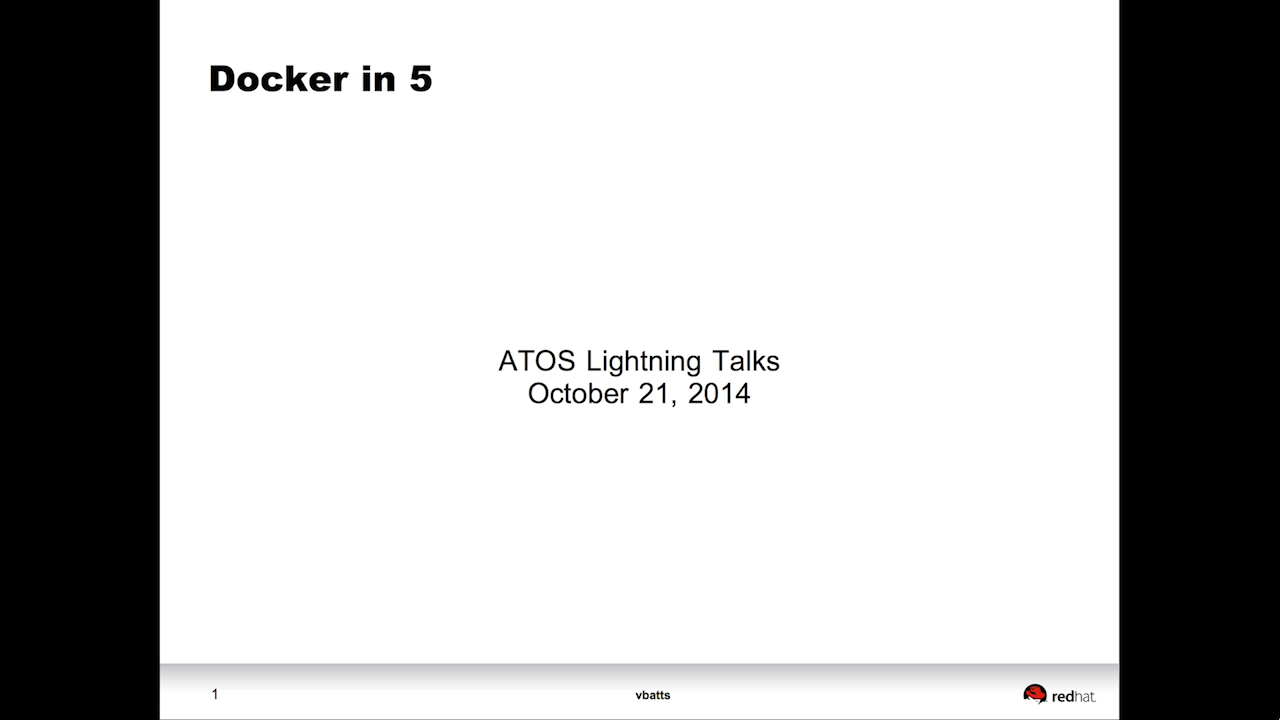 Docker in 5
ATOS Lightning Talks
October 21, 2014
1
vbatts
redhat.